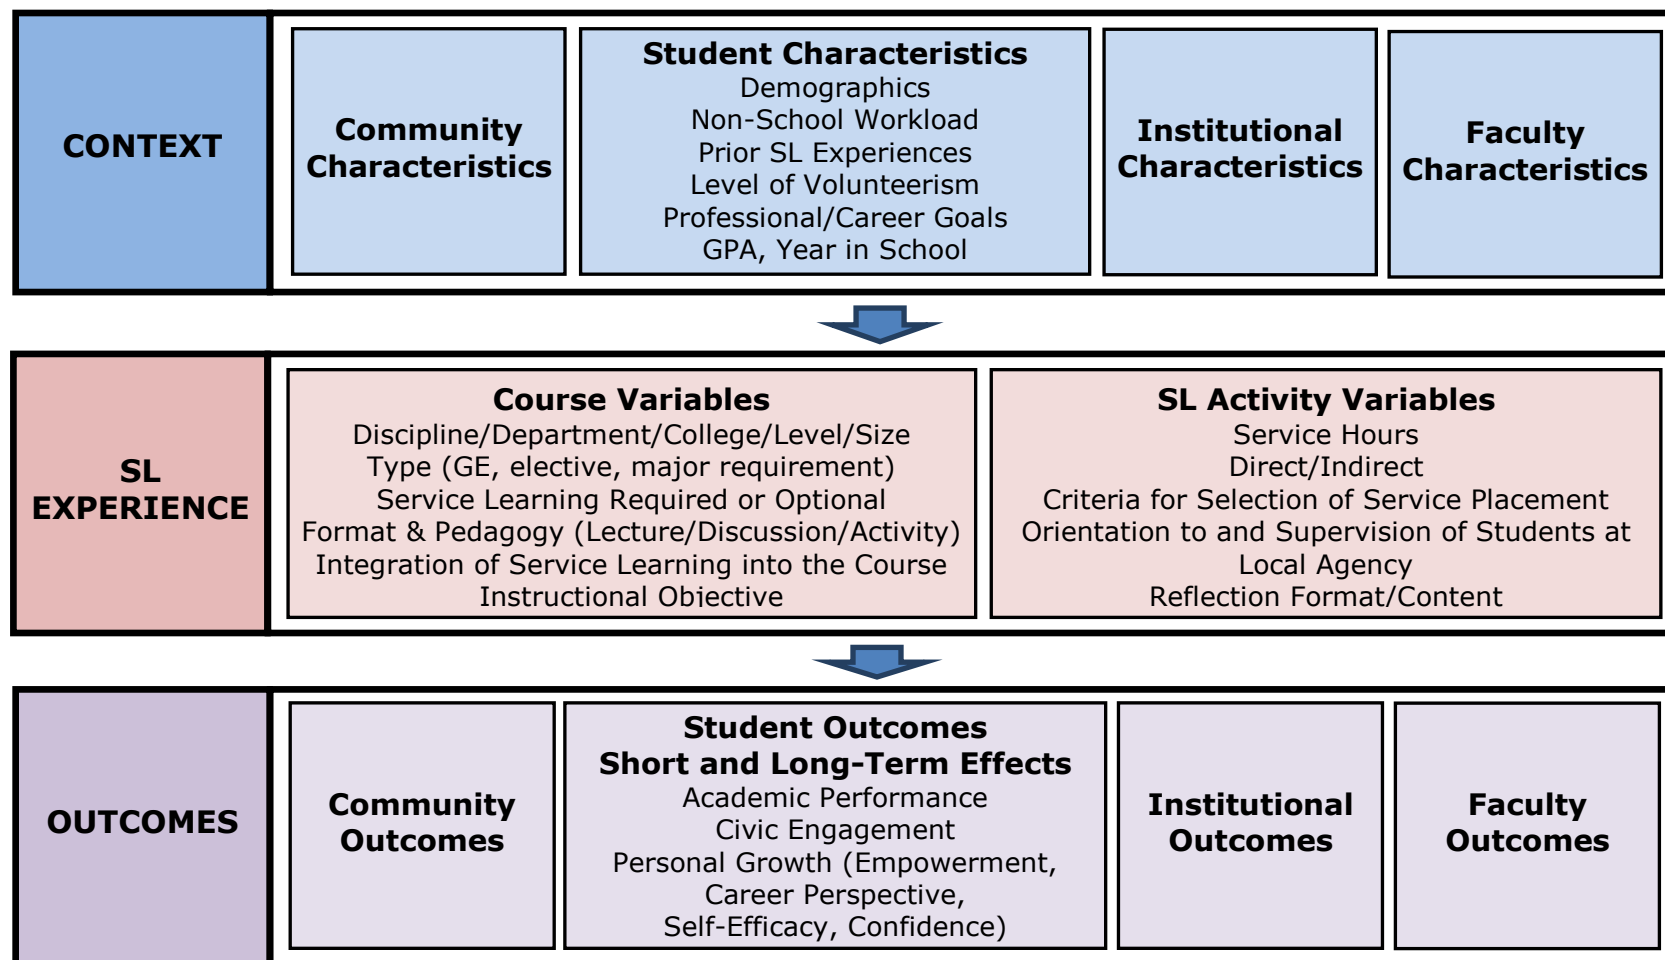 CONTEXT
Community
Characteristics
Student Characteristics
Demographics
Non-School Workload
Prior SL Experiences
Level of Volunteerism
Professional/Career Goals
GPA, Year in School
Institutional
Characteristics
Faculty
Characteristics
SL
EXPERIENCE
Course Variables
Discipline/Department/College/Level/Size
Type (GE, elective, major requirement)
Service Learning Required or Optional
Format & Pedagogy (Lecture/Discussion/Activity)
Integration of Service Learning into the Course
Instructional Objective
SL Activity Variables
Service Hours
Direct/Indirect
Criteria for Selection of Service Placement
Orientation to and Supervision of Students at
Local Agency
Reflection Format/Content
OUTCOMES
Community
Outcomes
Student Outcomes
Short and Long-Term Effects
Academic Performance
Civic Engagement
Personal Growth (Empowerment,
Career Perspective,
Self-Efficacy, Confidence)
Institutional
Outcomes
Faculty
Outcomes